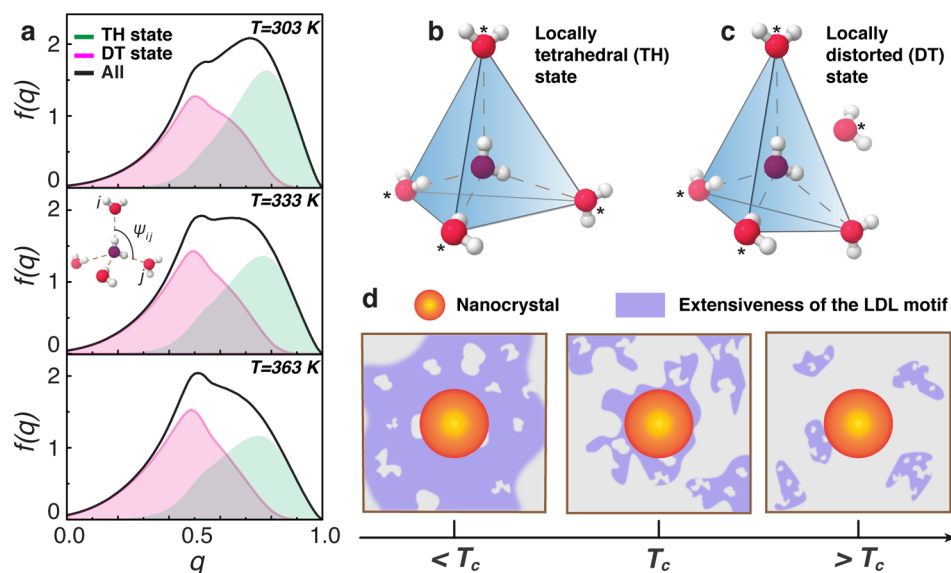 a
TH state
DT state
All
T=303 K
f(q)
2
1
0
T=333 K
i
ψij
j
f(q)
2
1
0
T=363 K
f(q)
2
1
0
0.0
0.5
1.0
q
b
Locally
tetrahedral (TH)
state
*
*
*
*
c
Locally
distorted (DT)
state
*
*
*
*
d
Nanocrystal
Extensiveness of the LDL motif
< Tc
Tc
> Tc